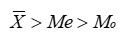 X̅ > Me > Mₒ